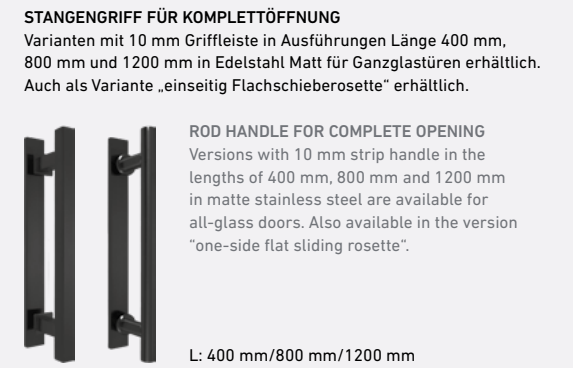 STANGENGRIFF FÜR KOMPLETTÖFFNUNG
Varianten mit 10 mm Griffleiste in Ausführungen Länge 400 mm,
800 mm und 1200 mm in Edelstahl Matt für Ganzglastüren erhältlich.
Auch als Variante „einseitig Flachschieberosette“ erhältlich.
ROD HANDLE FOR COMPLETE OPENING
Versions with 10 mm strip handle in the
lengths of 400 mm, 800 mm and 1200 mm
in matte stainless steel are available for
all-glass doors. Also available in the version
“one-side flat sliding rosette“.
L: 400 mm/800 mm/1200 mm